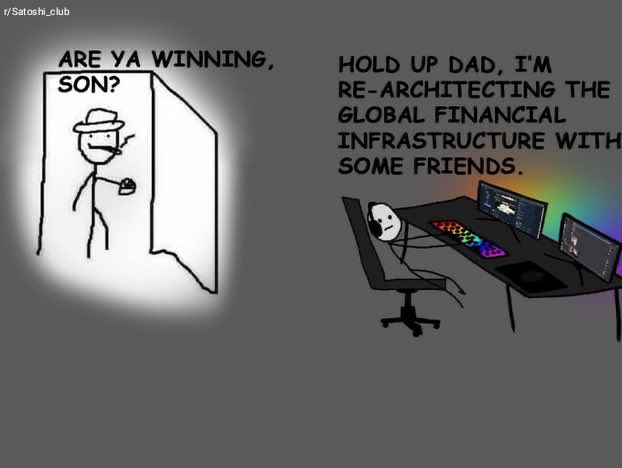 r/Satoshi_club
ARE YA WINNING,
SON?
HOLD UP DAD, I'M
RE-ARCHITECTING THE
GLOBAL FINANCIAL
INFRASTRUCTURE WITH
SOME FRIENDS.